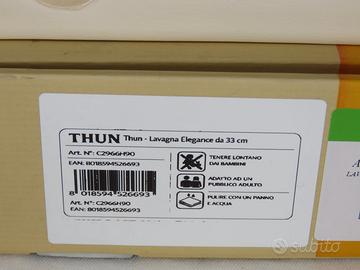 THUN Thun - Lavagna Elegance da 33 cm
Art. N°: C2966H90
EAN: 8018594526693
8 018594 526693
Art. N°: C2966H90
EAN: 8018594526693
TENERE LONTANO
DAI BAMBINI
ADATTO AD UN
PUBBLICO ADULTO
PULIRE CON UN PANNO
E ACQUA
subito